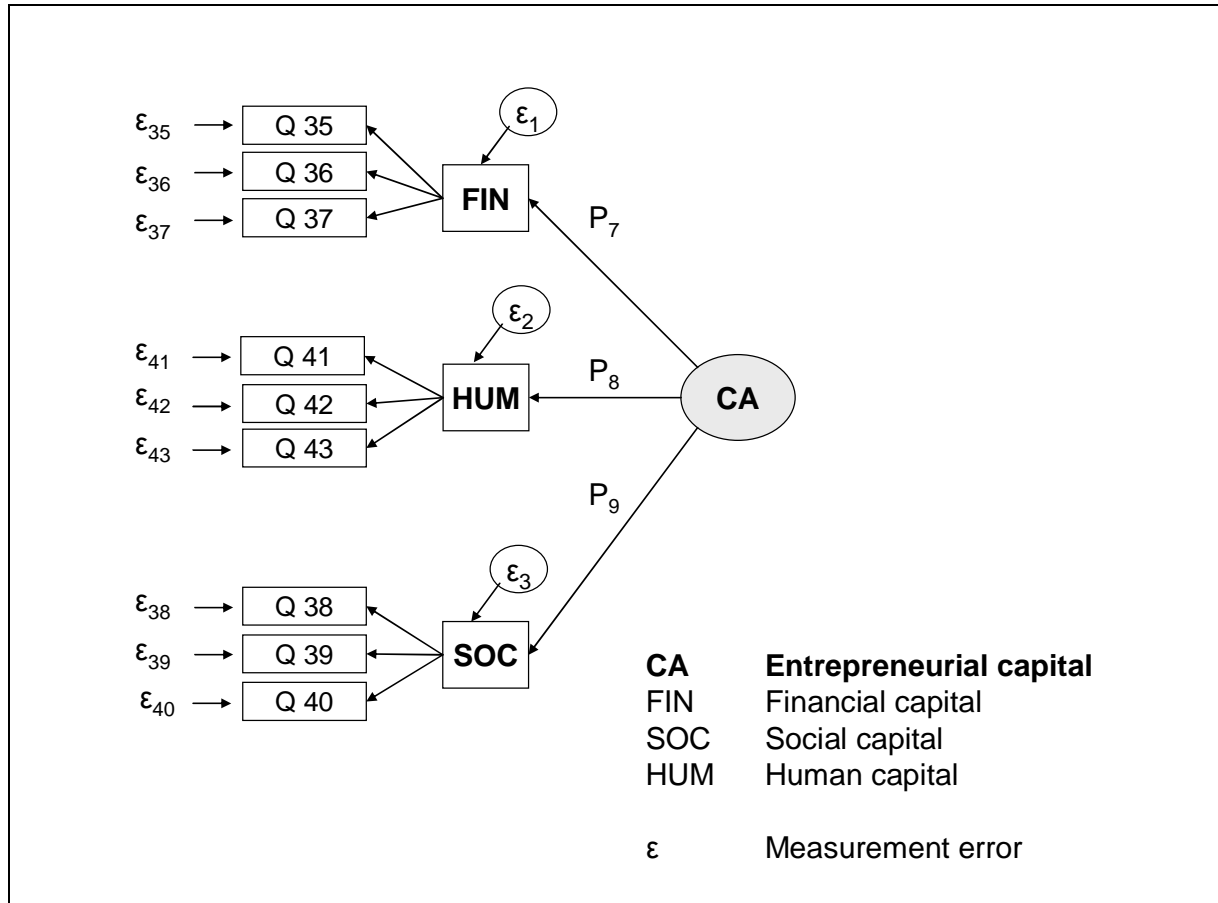 ε1
ε35 Q 35
ε36 Q 36
FIN
ε37 Q 37
P7
ε2
ε41 Q 41
P8
ε42 Q 42
HUM
CA
ε43 Q 43
P9
ε3
ε38 Q 38
ε39 Q 39
SOC
ε40 Q 40
CA Entrepreneurial capital
FIN Financial capital
SOC Social capital
HUM Human capital
ε Measurement error